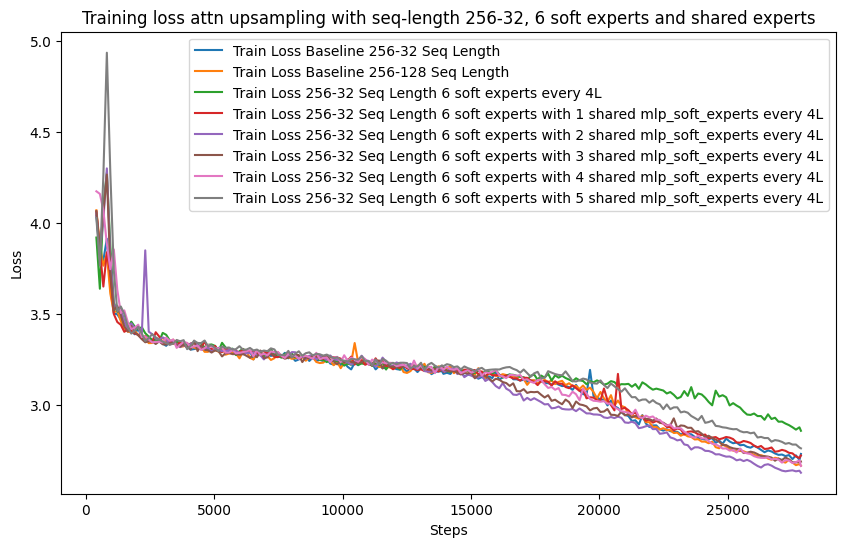 Training loss attn upsampling with seq-length 256-32, 6 soft experts and shared experts
Train Loss Baseline 256-32 Seq Length
Train Loss Baseline 256-128 Seq Length
Train Loss 256-32 Seq Length 6 soft experts every 4L
Train Loss 256-32 Seq Length 6 soft experts with 1 shared mlp_soft_experts every 4L
Train Loss 256-32 Seq Length 6 soft experts with 2 shared mlp_soft_experts every 4L
Train Loss 256-32 Seq Length 6 soft experts with 3 shared mlp_soft_experts every 4L
Train Loss 256-32 Seq Length 6 soft experts with 4 shared mlp_soft_experts every 4L
Train Loss 256-32 Seq Length 6 soft experts with 5 shared mlp_soft_experts every 4L
5.0
4.5
4.0
3.5
3.0
Loss
0 5000 10000 15000 20000 25000
Steps